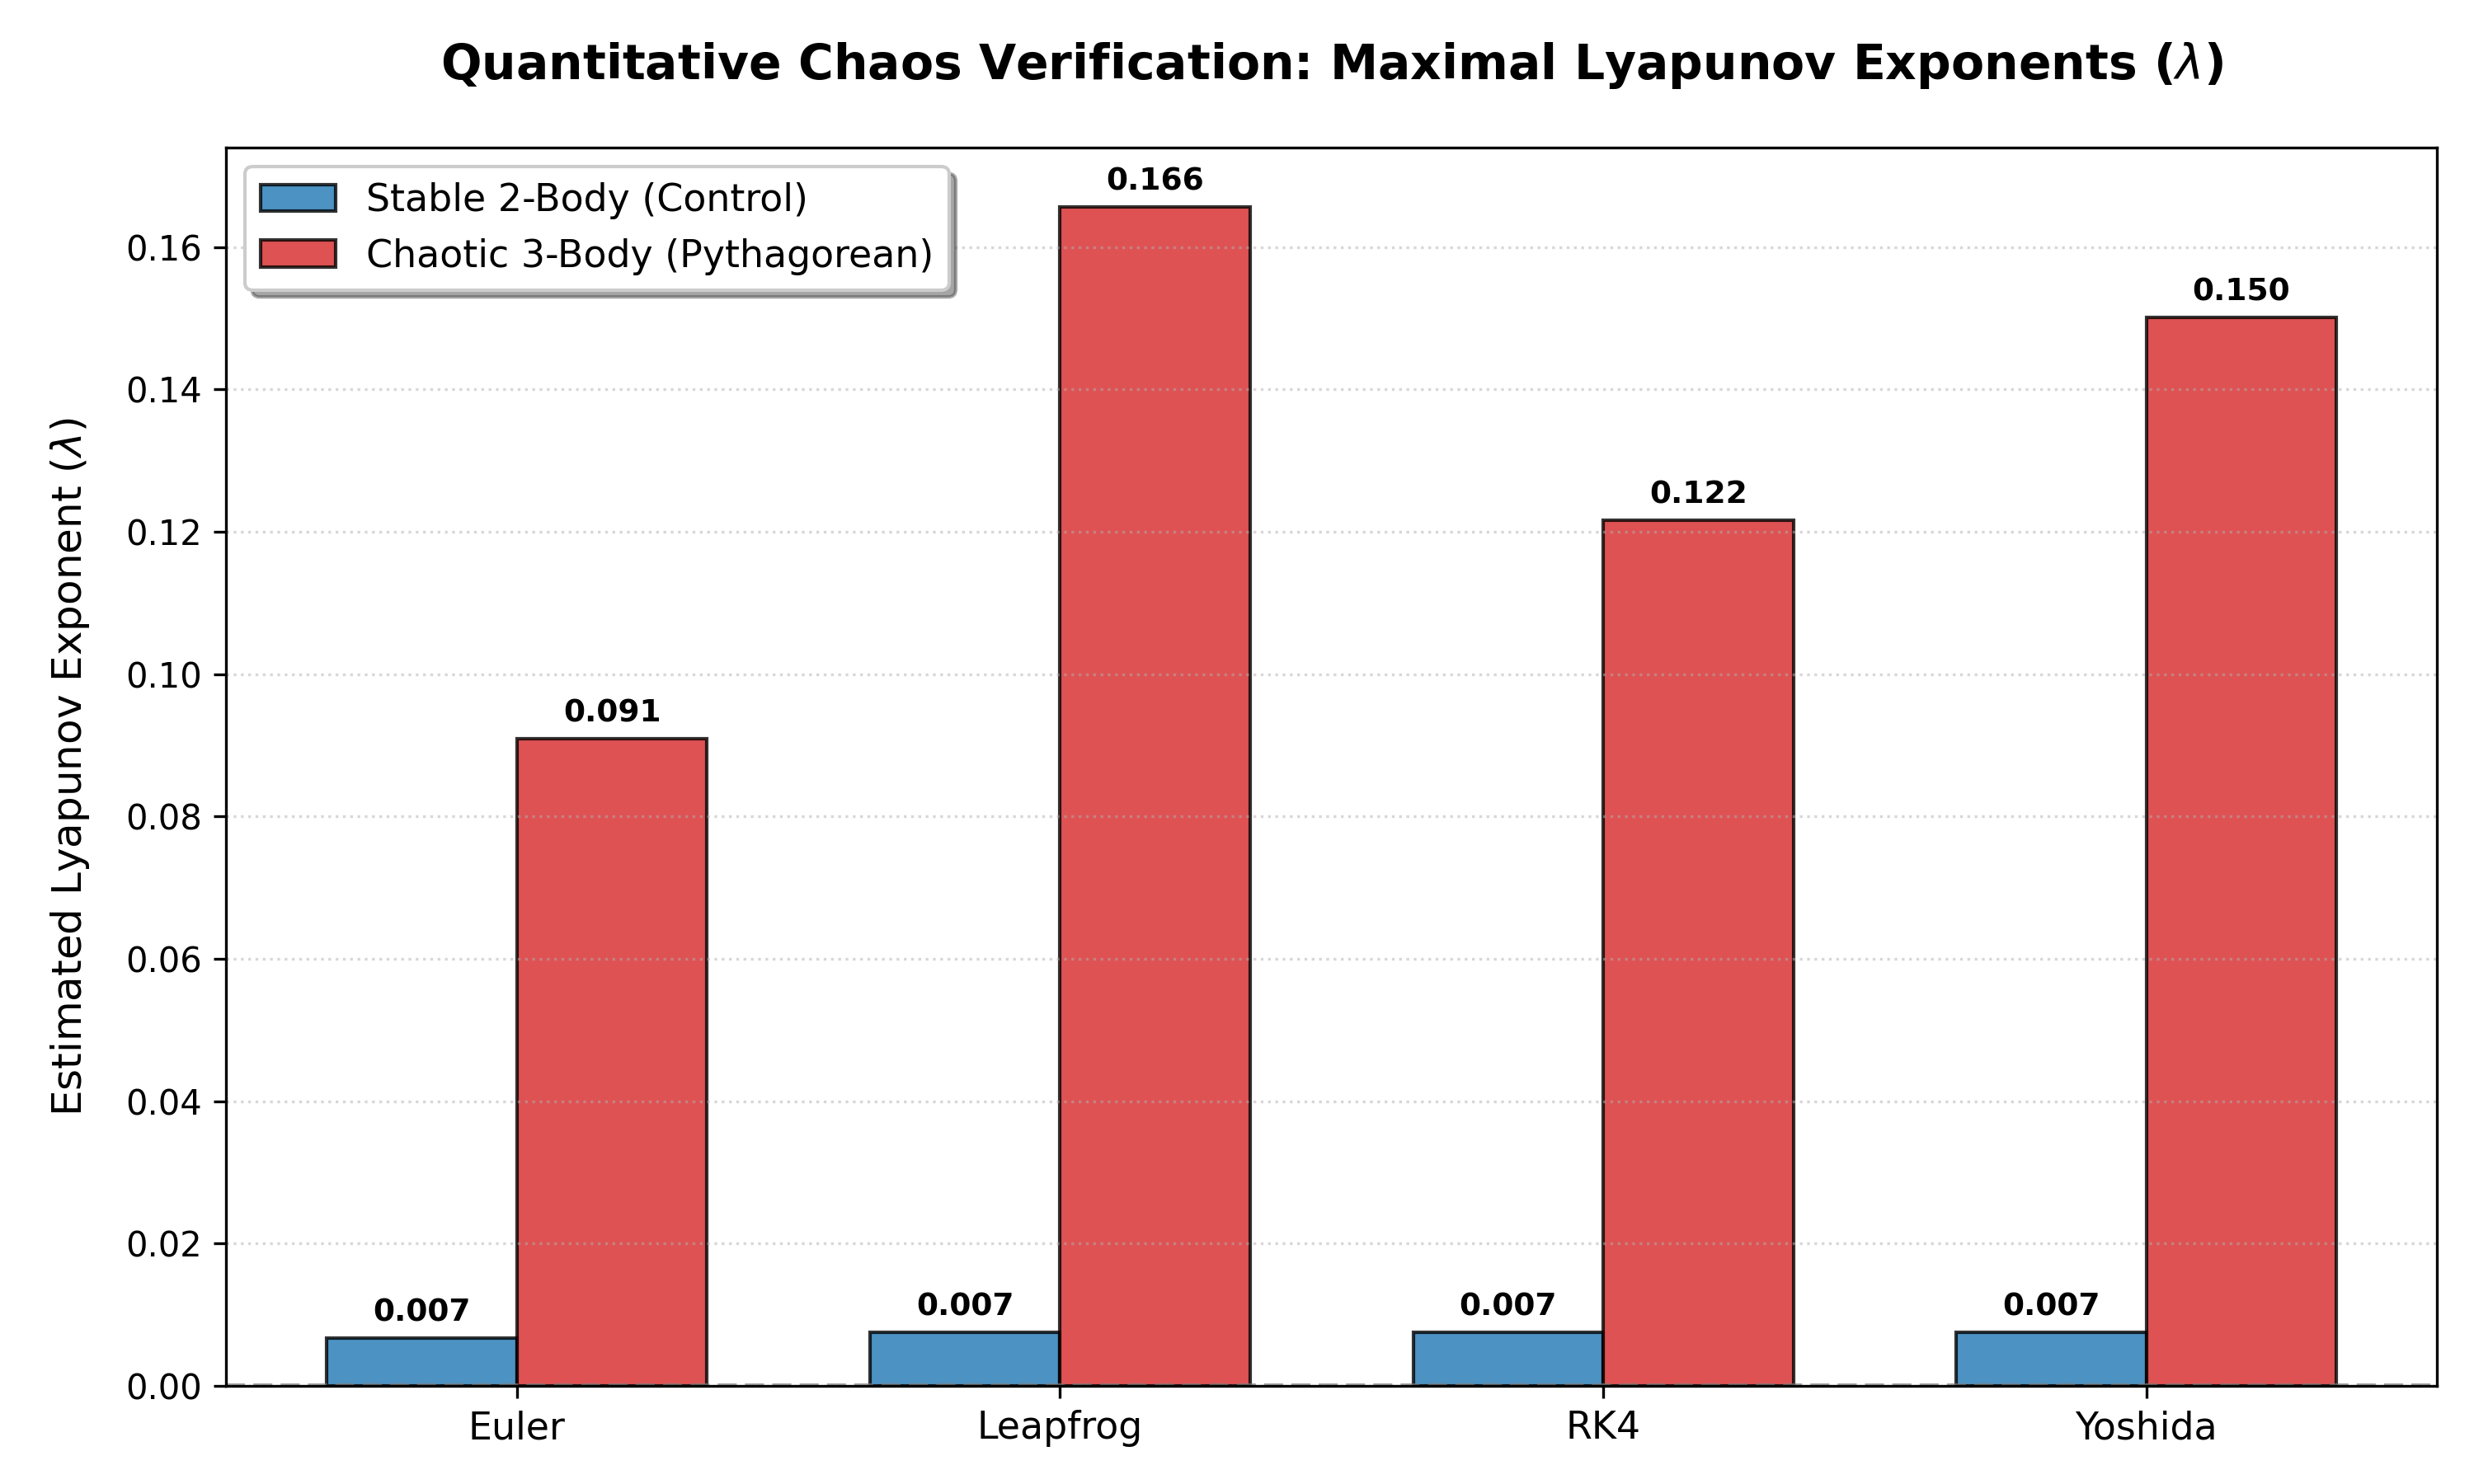 Quantitative Chaos Verification: Maximal Lyapunov Exponents (λ)
Stable 2-Body (Control)
Chaotic 3-Body (Pythagorean)
Estimated Lyapunov Exponent (λ)
0.16
0.14
0.12
0.10
0.08
0.06
0.04
0.02
0.00
0.007
0.091
0.007
0.166
0.007
0.122
0.007
0.150
Euler
Leapfrog
RK4
Yoshida